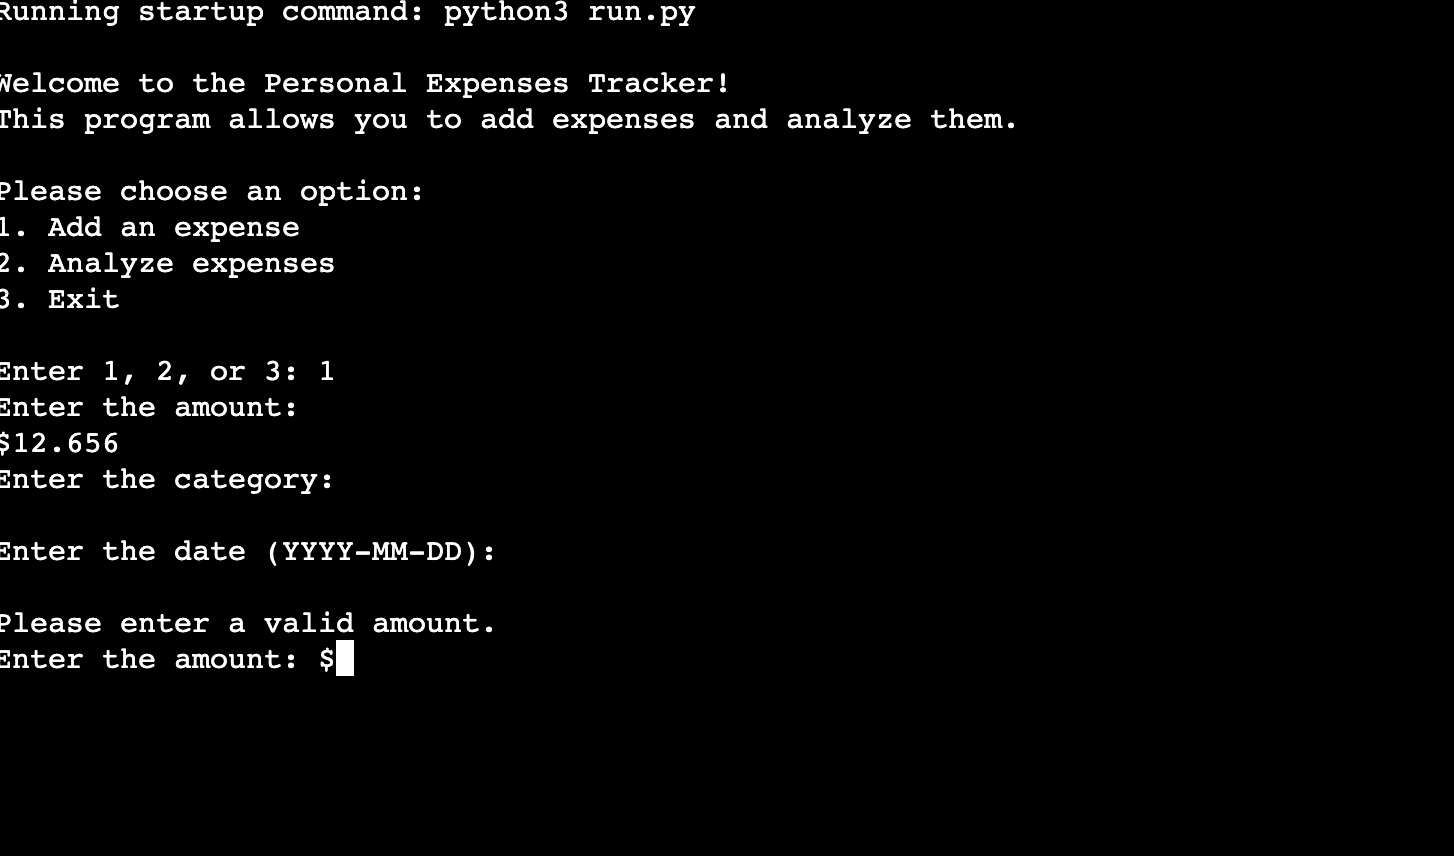 Running startup command: python3 run.py
Welcome to the Personal Expenses Tracker!
This program allows you to add expenses and analyze them.
Please choose an option:
1. Add an expense
2. Analyze expenses
3. Exit
Enter 1, 2, or 3: 1
Enter the amount:
$12.656
Enter the category:
Enter the date (YYYY-MM-DD):
Please enter a valid amount.
Enter the amount: $